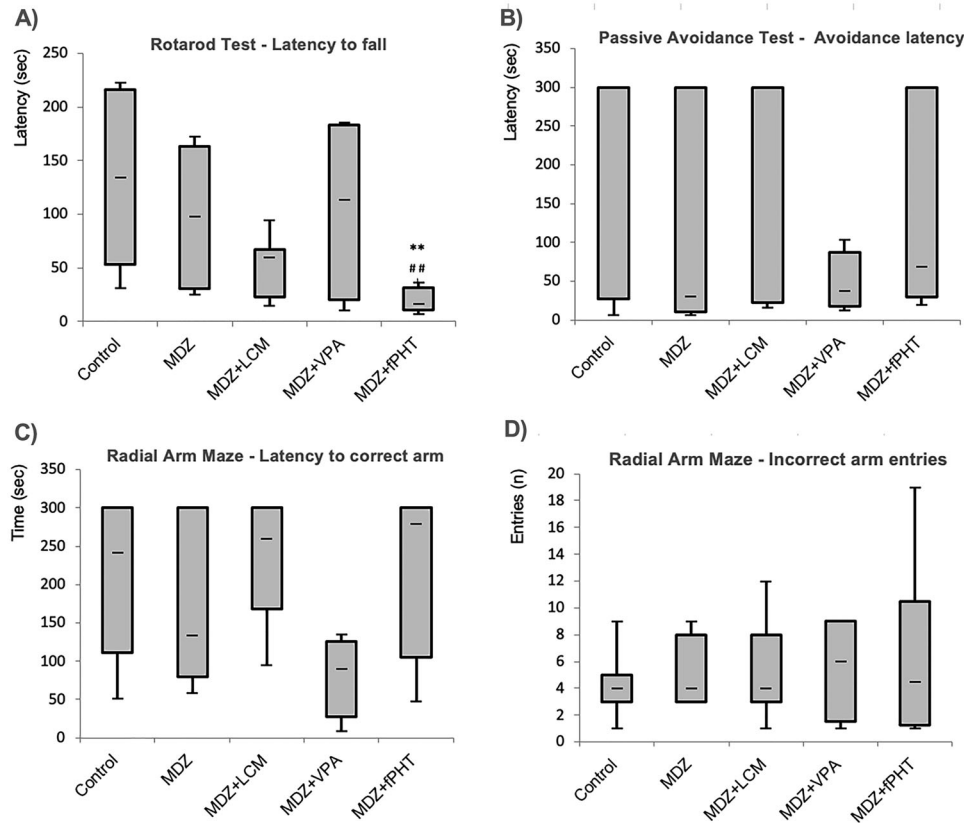 A)
Rotarod Test - Latency to fall
Latency (sec)
250
200
150
100
50
0
**
##
Control
MDZ
MDZ+LCM
MDZ+VPA
MDZ+fPHT
B)
Passive Avoidance Test - Avoidance latency
Latency (sec)
350
300
250
200
150
100
50
0
Control
MDZ
MDZ+LCM
MDZ+VPA
MDZ+fPHT
C)
Radial Arm Maze - Latency to correct arm
Time (sec)
350
300
250
200
150
100
50
0
Control
MDZ
MDZ+LCM
MDZ+VPA
MDZ+fPHT
D)
Radial Arm Maze - Incorrect arm entries
Entries (n)
20
18
16
14
12
10
8
6
4
2
0
Control
MDZ
MDZ+LCM
MDZ+VPA
MDZ+fPHT